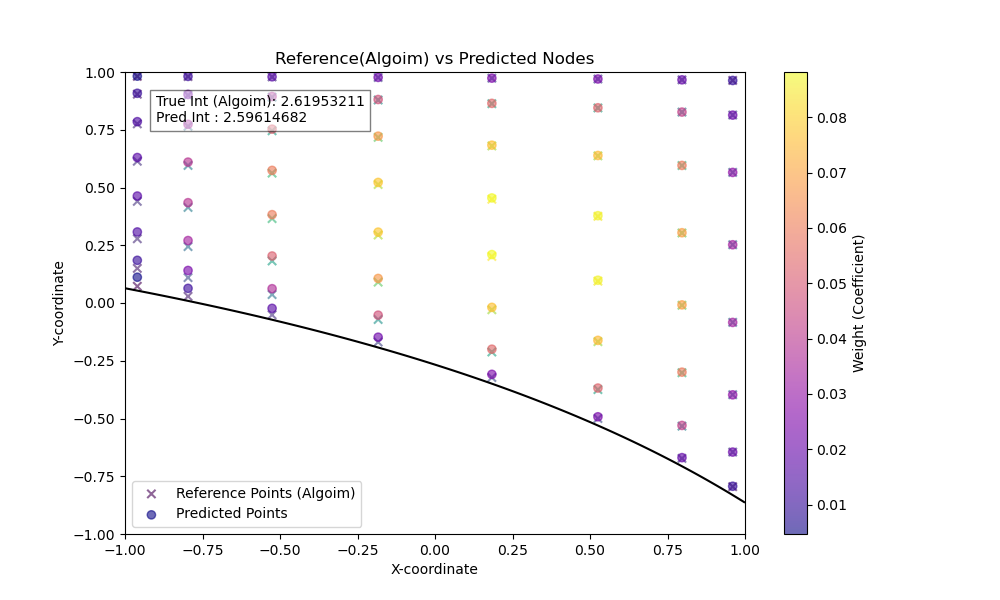 Reference(Algoim) vs Predicted Nodes
True Int (Algoim): 2.61953211
Pred Int : 2.59614682
1.00
0.75
0.50
0.25
0.00
−0.25
−0.50
−0.75
−1.00
Y-coordinate
Reference Points (Algoim)
Predicted Points
−1.00 −0.75 −0.50 −0.25 0.00 0.25 0.50 0.75 1.00
X-coordinate
0.08
0.07
0.06
0.05
0.04
0.03
0.02
0.01
Weight (Coefficient)